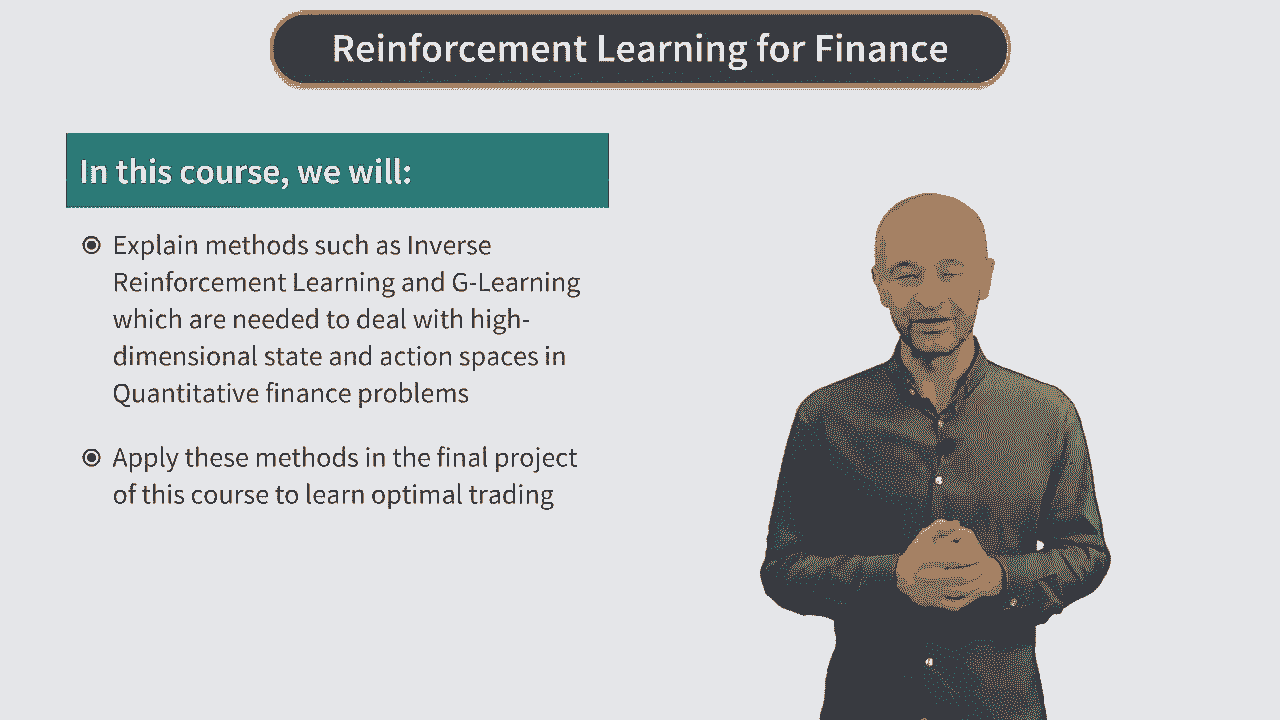 Reinforcement Learning for Finance
In this course, we will:
Explain methods such as Inverse
Reinforcement Learning and G-Learning
which are needed to deal with high-
dimensional state and action spaces in
Quantitative finance problems
Apply these methods in the final project
of this course to learn optimal trading